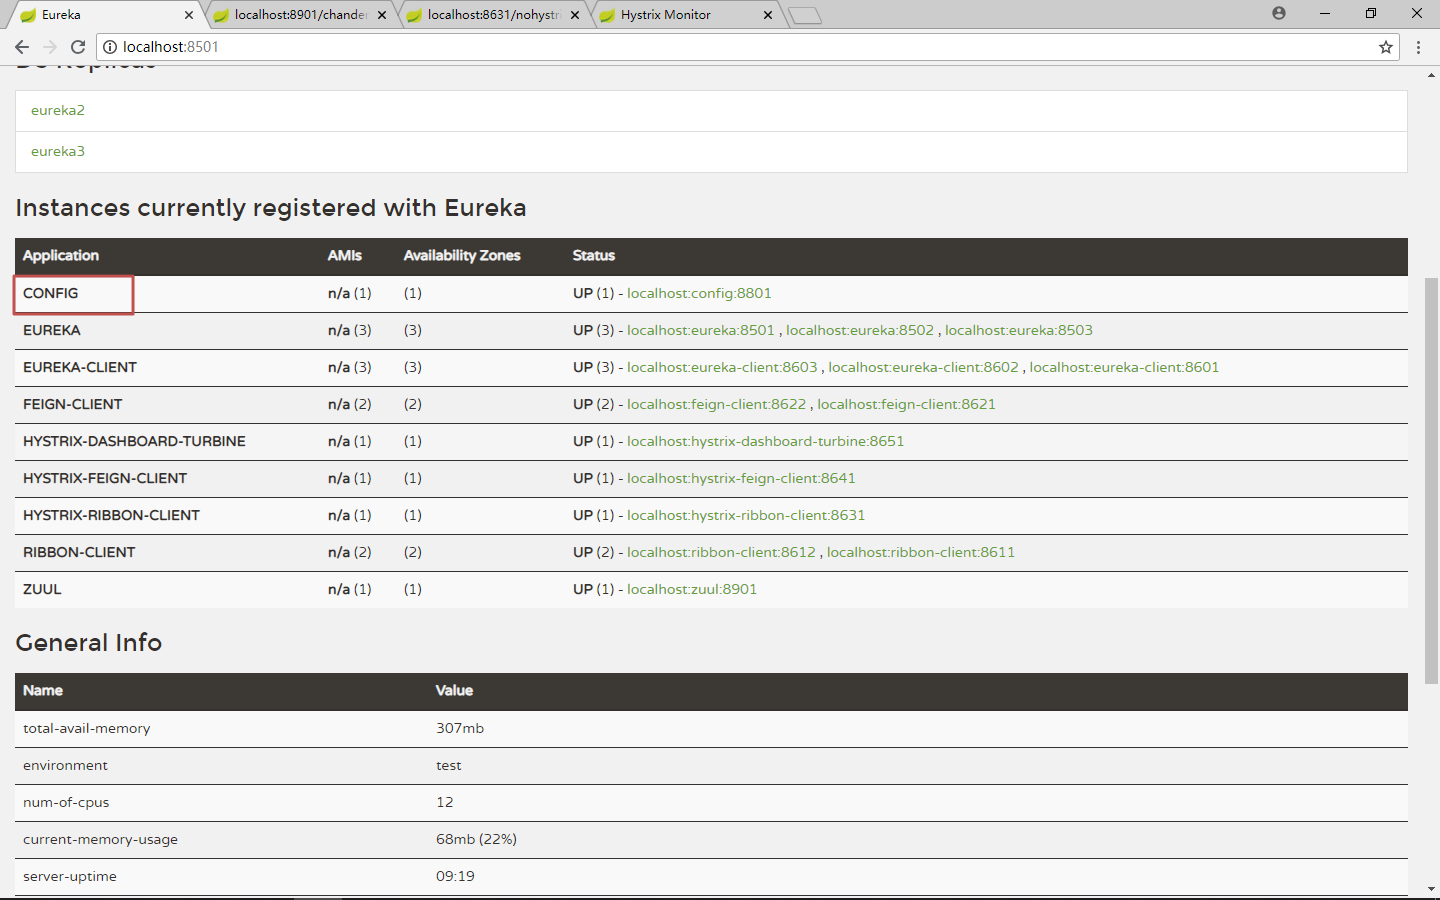 Eureka
localhost:8901/chander
localhost:8631/nohystri
Hystrix Monitor
localhost:8501
DS Replicas
eureka2
eureka3
Instances currently registered with Eureka
Application AMIs Availability Zones Status
CONFIG n/a (1) (1) UP (1) - localhost:config:8801
EUREKA n/a (3) (3) UP (3) - localhost:eureka:8501 , localhost:eureka:8502 , localhost:eureka:8503
EUREKA-CLIENT n/a (3) (3) UP (3) - localhost:eureka-client:8603 , localhost:eureka-client:8602 , localhost:eureka-client:8601
FEIGN-CLIENT n/a (2) (2) UP (2) - localhost:feign-client:8622 , localhost:feign-client:8621
HYSTRIX-DASHBOARD-TURBINE n/a (1) (1) UP (1) - localhost:hystrix-dashboard-turbine:8651
HYSTRIX-FEIGN-CLIENT n/a (1) (1) UP (1) - localhost:hystrix-feign-client:8641
HYSTRIX-RIBBON-CLIENT n/a (1) (1) UP (1) - localhost:hystrix-ribbon-client:8631
RIBBON-CLIENT n/a (2) (2) UP (2) - localhost:ribbon-client:8612 , localhost:ribbon-client:8611
ZUUL n/a (1) (1) UP (1) - localhost:zuul:8901
General Info
Name Value
total-avail-memory 307mb
environment test
num-of-cpus 12
current-memory-usage 68mb (22%)
server-uptime 09:19